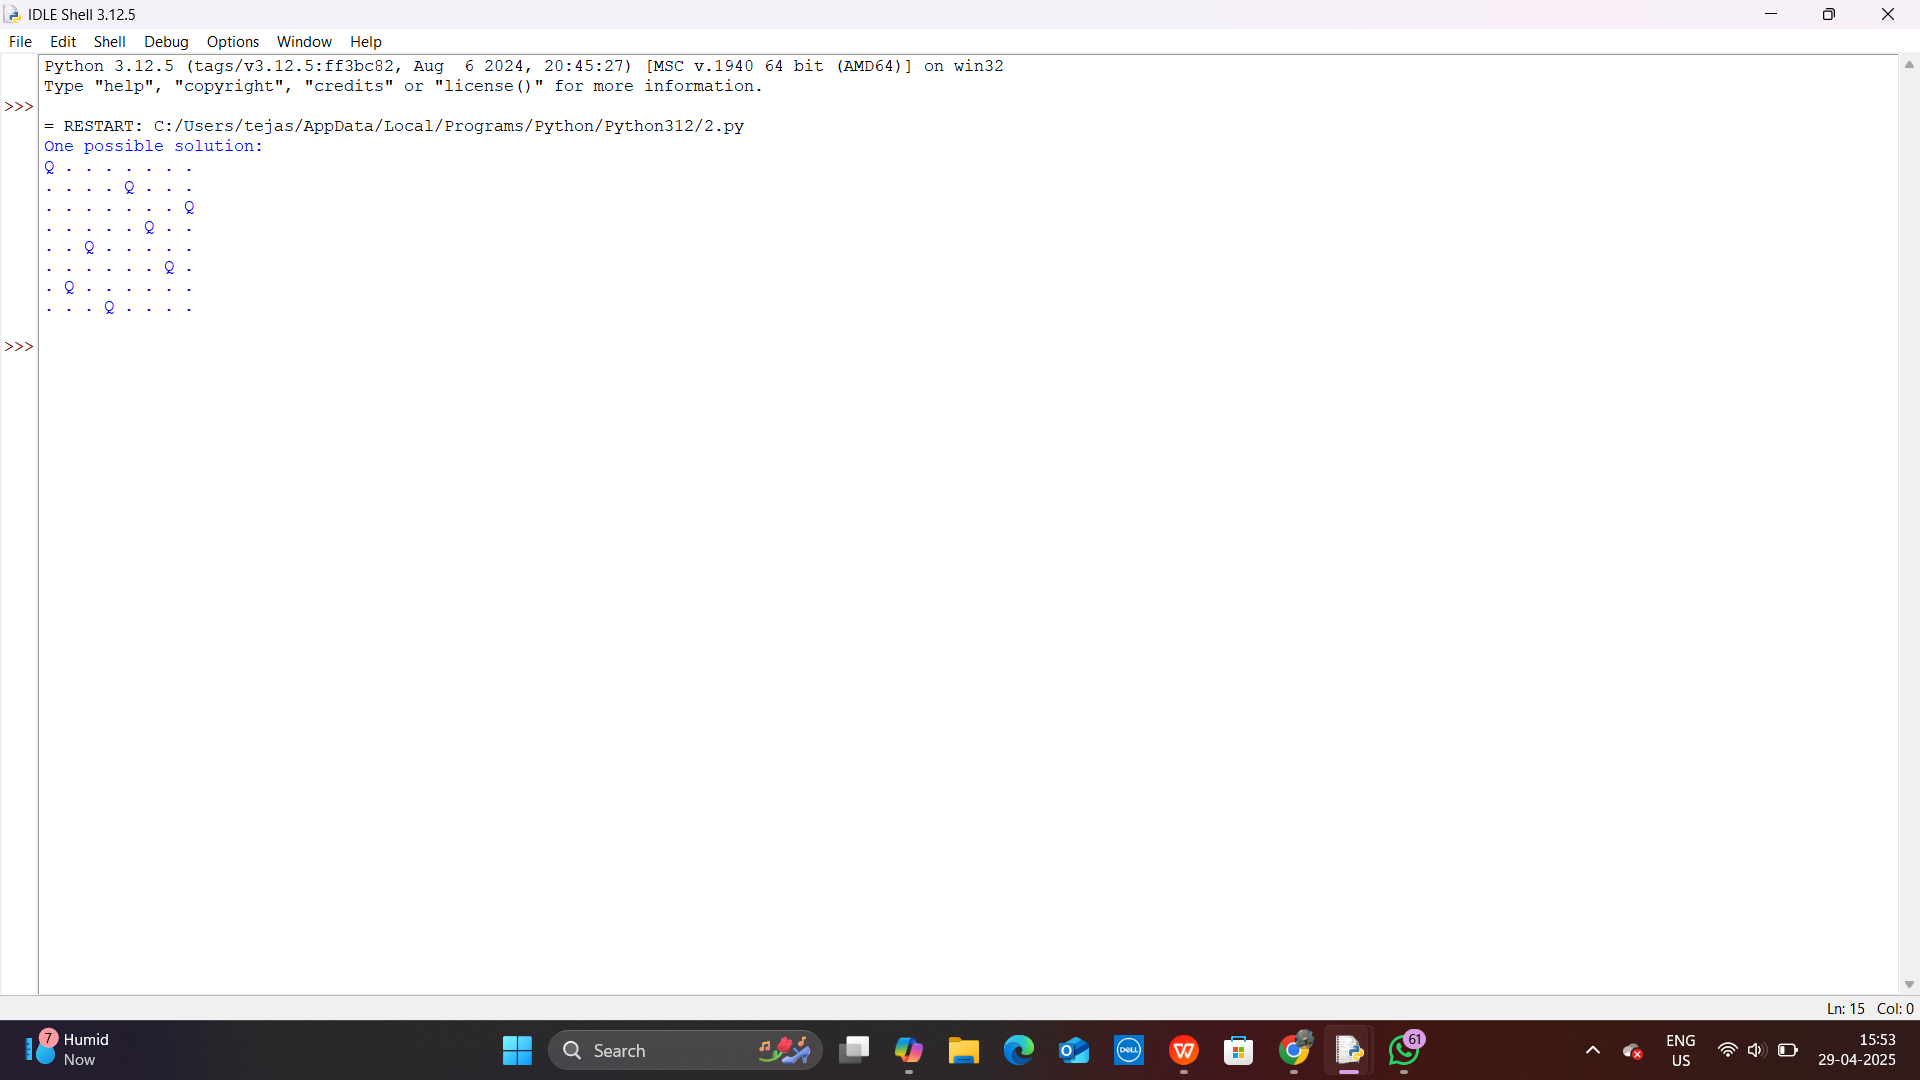 IDLE Shell 3.12.5
File Edit Shell Debug Options Window Help
Python 3.12.5 (tags/v3.12.5:ff3bc82, Aug  6 2024, 20:45:27) [MSC v.1940 64 bit (AMD64)] on win32
Type "help", "copyright", "credits" or "license()" for more information.
>>>
= RESTART: C:/Users/tejas/AppData/Local/Programs/Python/Python312/2.py
One possible solution:
Q . . . . . . .
. . . . Q . . .
. . . . . . . Q
. . . . . Q . .
. . Q . . . . .
. . . . . . Q .
. Q . . . . . .
. . . Q . . . .
>>>
Ln: 15 Col: 0
7 Humid
Now
Search
DELL
61
ENG
US
15:53
29-04-2025